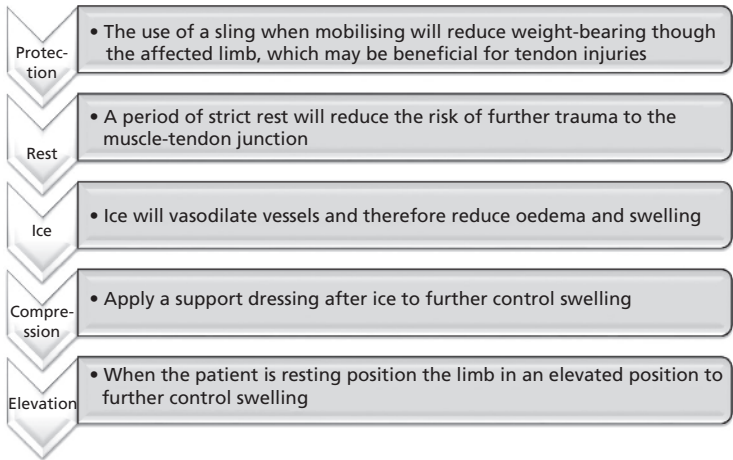 Protec-
tion
• The use of a sling when mobilising will reduce weight-bearing though
the affected limb, which may be beneficial for tendon injuries
Rest
• A period of strict rest will reduce the risk of further trauma to the
muscle-tendon junction
Ice
• Ice will vasodilate vessels and therefore reduce oedema and swelling
Compre-
ssion
• Apply a support dressing after ice to further control swelling
Elevation
• When the patient is resting position the limb in an elevated position to
further control swelling